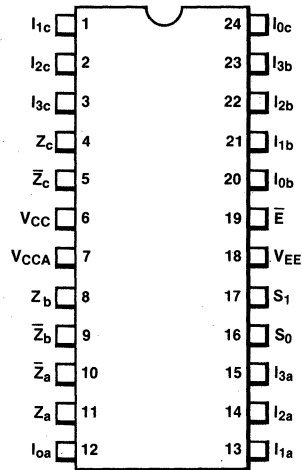 I1c 1 24 I0c
I2c 2 23 I3b
I3c 3 22 I2b
Zc 4 21 I1b
Z̅c 5 20 I0b
VCC 6 19 E̅
VCCA 7 18 VEE
Zb 8 17 S1
Z̅b 9 16 S0
Z̅a 10 15 I3a
Za 11 14 I2a
I0a 12 13 I1a